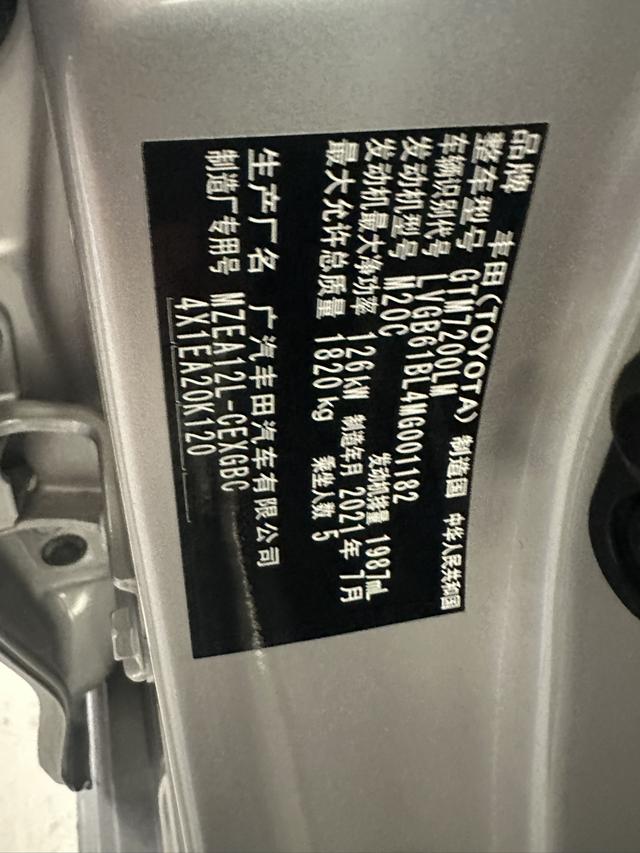 品牌 丰田(TOYOTA) 制造国 中华人民共和国
整车型号 GTM7200LW
车辆识别代号 LVGB61BL4NG001182
发动机型号 M20C 发动机排量 1987mL
发动机最大净功率 126kW 制造年月 2021年 7月
最大允许总质量 1820kg 乘坐人数 5
生产厂名 广汽丰田汽车有限公司
制造厂专用号 MZEA12L-CEXGBC
4X1EA20K120